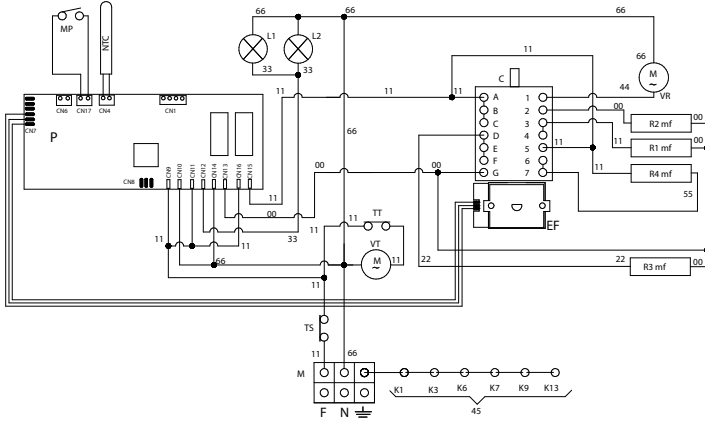 66 66 66
MP
NTC
L1 L2
33 33
66
M
~
VR
44
11
C
11 11 11
CN6 CN17 CN4 CN1
CN7
P
A 1
B 2
C 3
D 4
E 5
F 6
G 7
00 R2 mf 00
11 R1 mf 00
11 11 R4 mf
55
66
CN8
CN9 CN10 CN11 CN12 CN14 CN13 CN16 CN15
00 00
11
00
11 TT
11
33
11 11
VT
M
~
11
66
11
EF
22 22 R3 mf 00
TS
11 66
M
K1 K3 K6 K7 K9 K13
45
F N